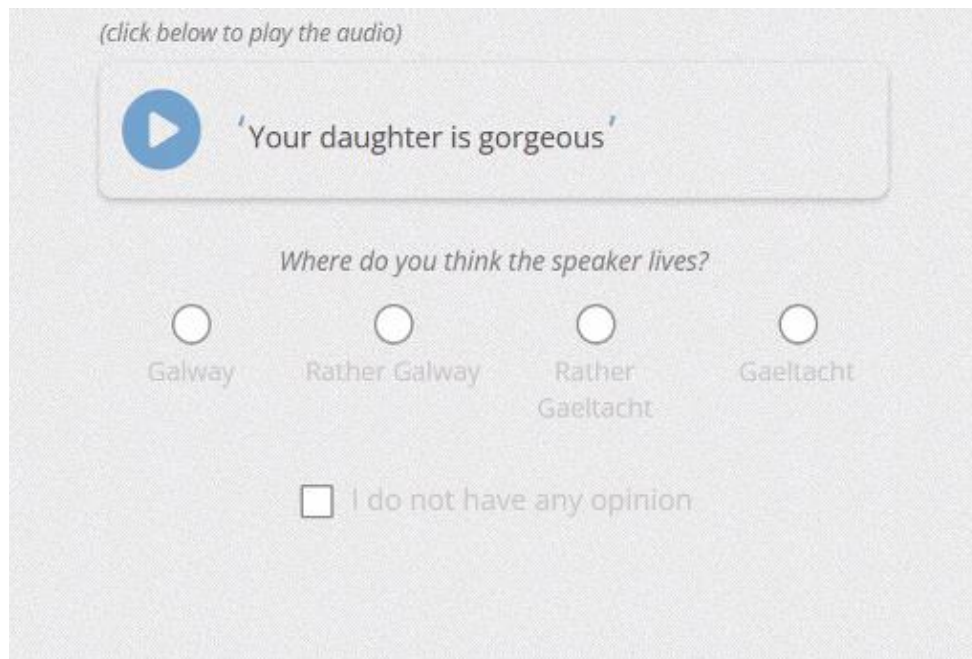 (click below to play the audio)
'Your daughter is gorgeous'
Where do you think the speaker lives?
Galway Rather Galway Rather Gaeltacht
Gaeltacht
I do not have any opinion